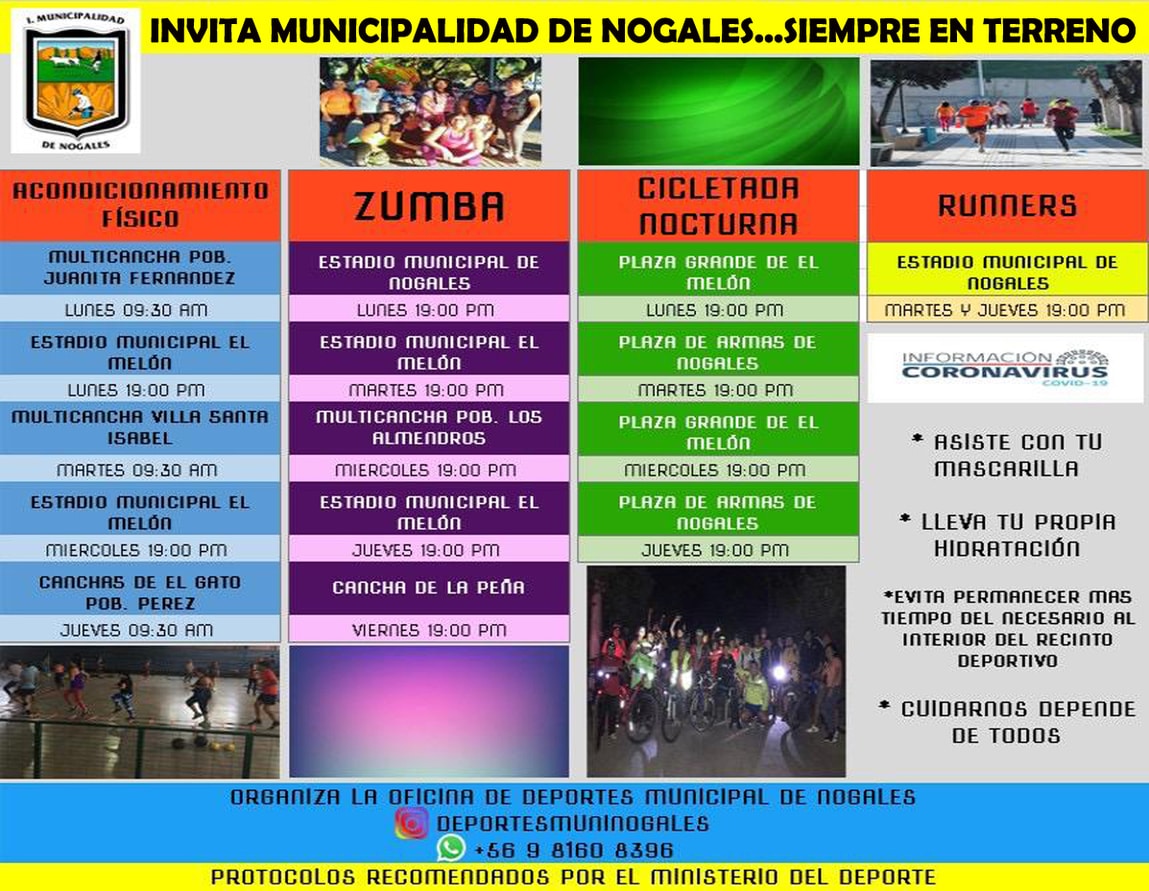 INVITA MUNICIPALIDAD DE NOGALES...SIEMPRE EN TERRENO
I. MUNICIPALIDAD
DE NOGALES
ACONDICIONAMIENTO
FÍSICO
MULTICANCHA POB.
JUANITA FERNANDEZ
LUNES 09:30 AM
ESTADIO MUNICIPAL EL
MELÓN
LUNES 19:00 PM
MULTICANCHA VILLA SANTA
ISABEL
MARTES 09:30 AM
ESTADIO MUNICIPAL EL
MELÓN
MIERCOLES 19:00 PM
CANCHAS DE EL GATO
POB. PEREZ
JUEVES 09:30 AM
ZUMBA
ESTADIO MUNICIPAL DE
NOGALES
LUNES 19:00 PM
ESTADIO MUNICIPAL EL
MELÓN
MARTES 19:00 PM
MULTICANCHA POB. LOS
ALMENDROS
MIERCOLES 19:00 PM
ESTADIO MUNICIPAL EL
MELÓN
JUEVES 19:00 PM
CANCHA DE LA PEÑA
VIERNES 19:00 PM
CICLETADA
NOCTURNA
PLAZA GRANDE DE EL
MELÓN
LUNES 19:00 PM
PLAZA DE ARMAS DE
NOGALES
MARTES 19:00 PM
PLAZA GRANDE DE EL
MELÓN
MIERCOLES 19:00 PM
PLAZA DE ARMAS DE
NOGALES
JUEVES 19:00 PM
RUNNERS
ESTADIO MUNICIPAL DE
NOGALES
MARTES Y JUEVES 19:00 PM
INFORMACIÓN
CORONAVIRUS
COVID-19
* ASISTE CON TU
MASCARILLA
* LLEVA TU PROPIA
HIDRATACIÓN
*EVITA PERMANECER MAS
TIEMPO DEL NECESARIO AL
INTERIOR DEL RECINTO
DEPORTIVO
* CUIDARNOS DEPENDE
DE TODOS
ORGANIZA LA OFICINA DE DEPORTES MUNICIPAL DE NOGALES
DEPORTESMUNINOGALES
+56 9 8160 8396
PROTOCOLOS RECOMENDADOS POR EL MINISTERIO DEL DEPORTE